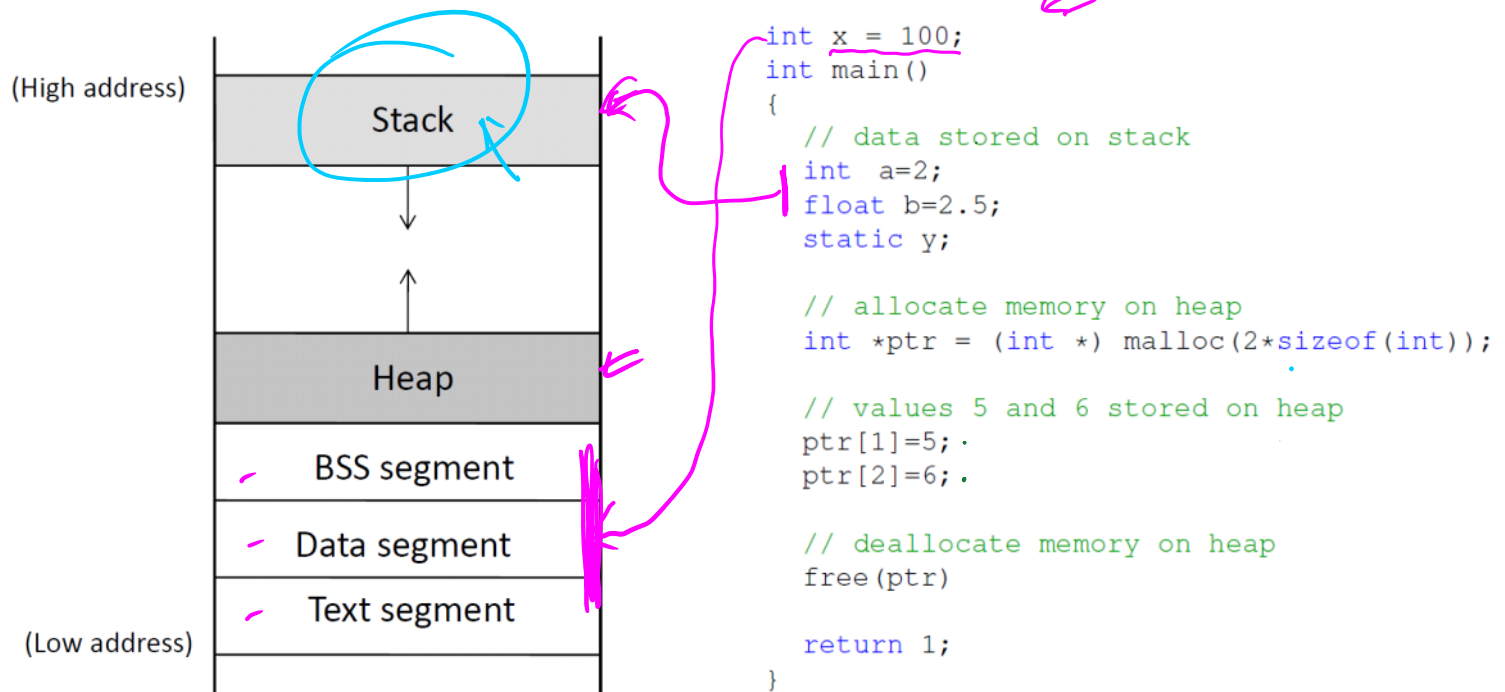 (High address)
Stack
Heap
BSS segment
Data segment
Text segment
(Low address)
int x = 100;
int main()
{
// data stored on stack
int a=2;
float b=2.5;
static y;
// allocate memory on heap
int *ptr = (int *) malloc(2*sizeof(int));
// values 5 and 6 stored on heap
ptr[1]=5;
ptr[2]=6;
// deallocate memory on heap
free(ptr)
return 1;
}